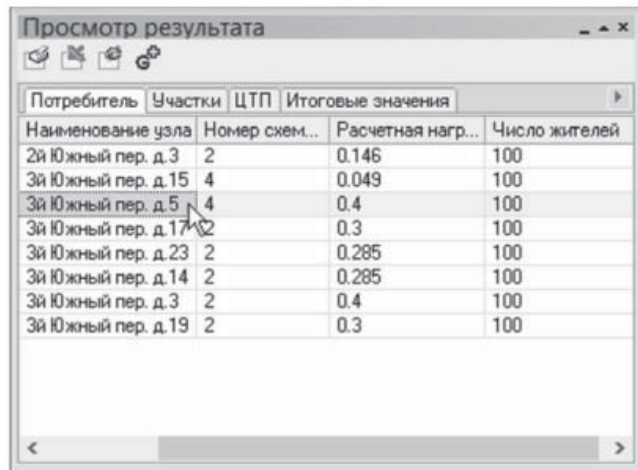 Просмотр результата
Потребитель Участки ЦТП Итоговые значения
Наименование узла Номер схем... Расчетная нагр... Число жителей
2й Южный пер. д.3 2 0.146 100
3й Южный пер. д.15 4 0.049 100
3й Южный пер. д.5 4 0.4 100
3й Южный пер. д.17 2 0.3 100
3й Южный пер. д.23 2 0.285 100
3й Южный пер. д.14 2 0.285 100
3й Южный пер. д.3 2 0.4 100
3й Южный пер. д.19 2 0.3 100